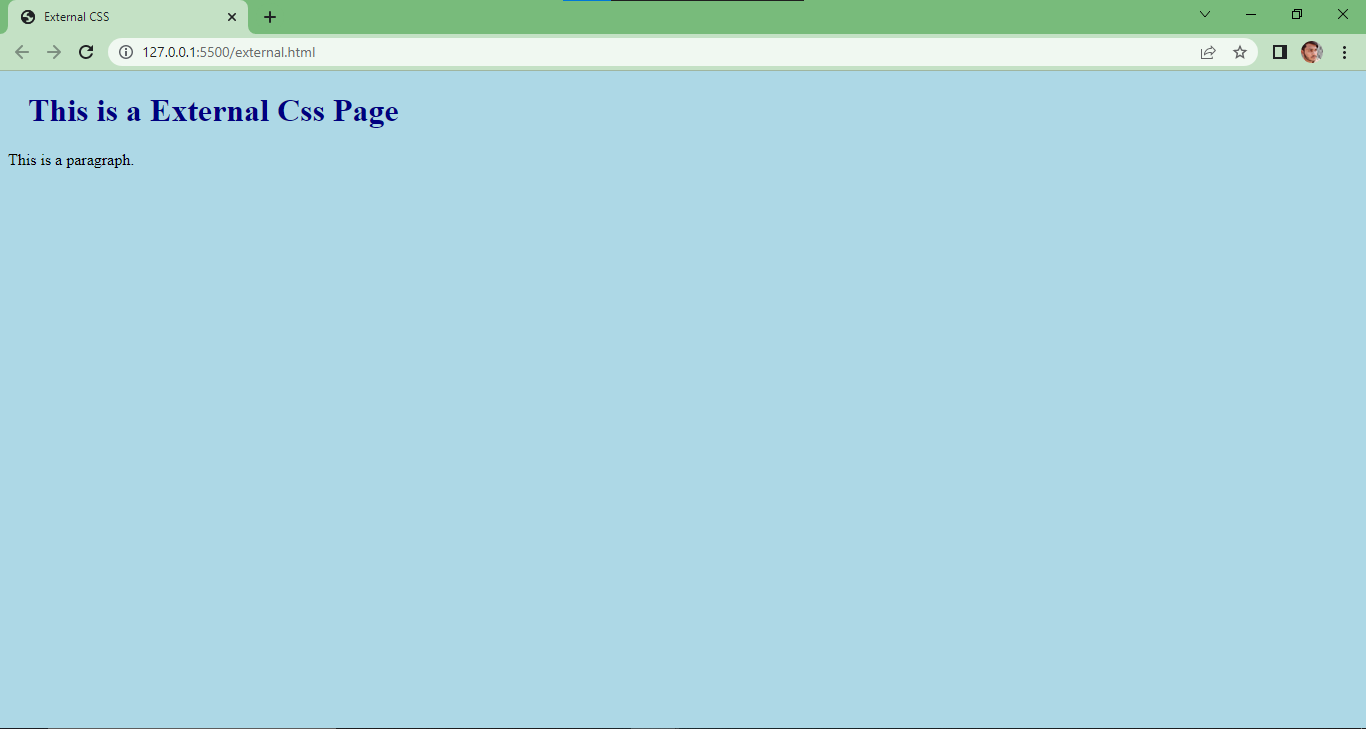 External CSS
127.0.0.1:5500/external.html
This is a External Css Page
This is a paragraph.